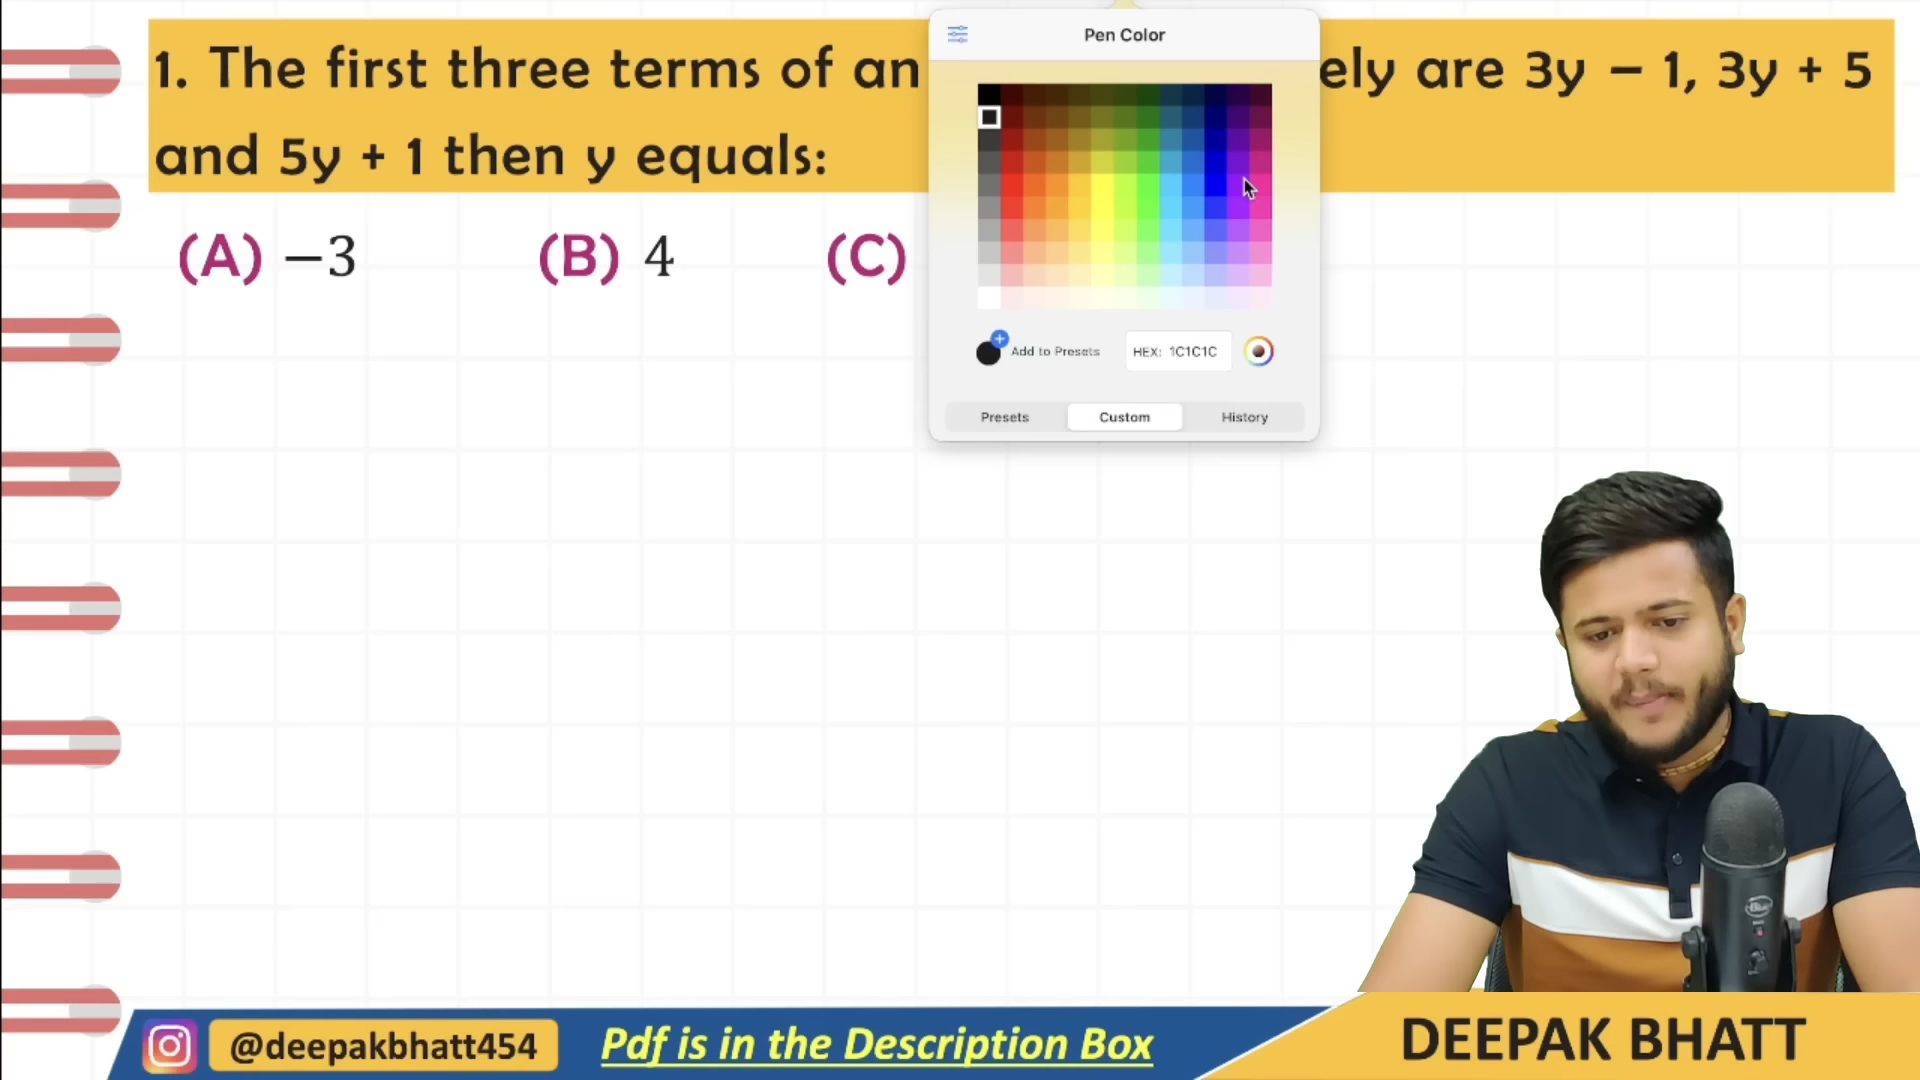 1. The first three terms of an
ely are 3y – 1, 3y + 5
and 5y + 1 then y equals:
(A) −3
(B) 4
(C)
Pen Color
Add to Presets
HEX: 1C1C1C
Presets
Custom
History
Blue
@deepakbhatt454
Pdf is in the Description Box
DEEPAK BHATT